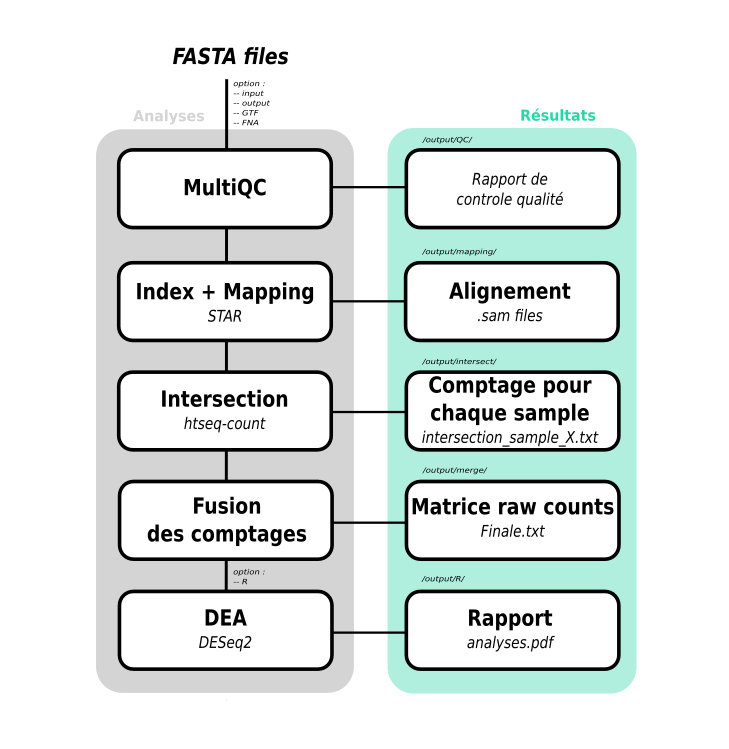 FASTA files
option :
-- input
-- output
-- GTF
-- FNA
Analyses
Résultats
/output/QC/
MultiQC
Rapport de
controle qualité
/output/mapping/
Index + Mapping
STAR
Alignement
.sam files
/output/intersect/
Intersection
htseq-count
Comptage pour
chaque sample
intersection_sample_X.txt
/output/merge/
Fusion
des comptages
Matrice raw counts
Finale.txt
option :
-- R
/output/R/
DEA
DESeq2
Rapport
analyses.pdf